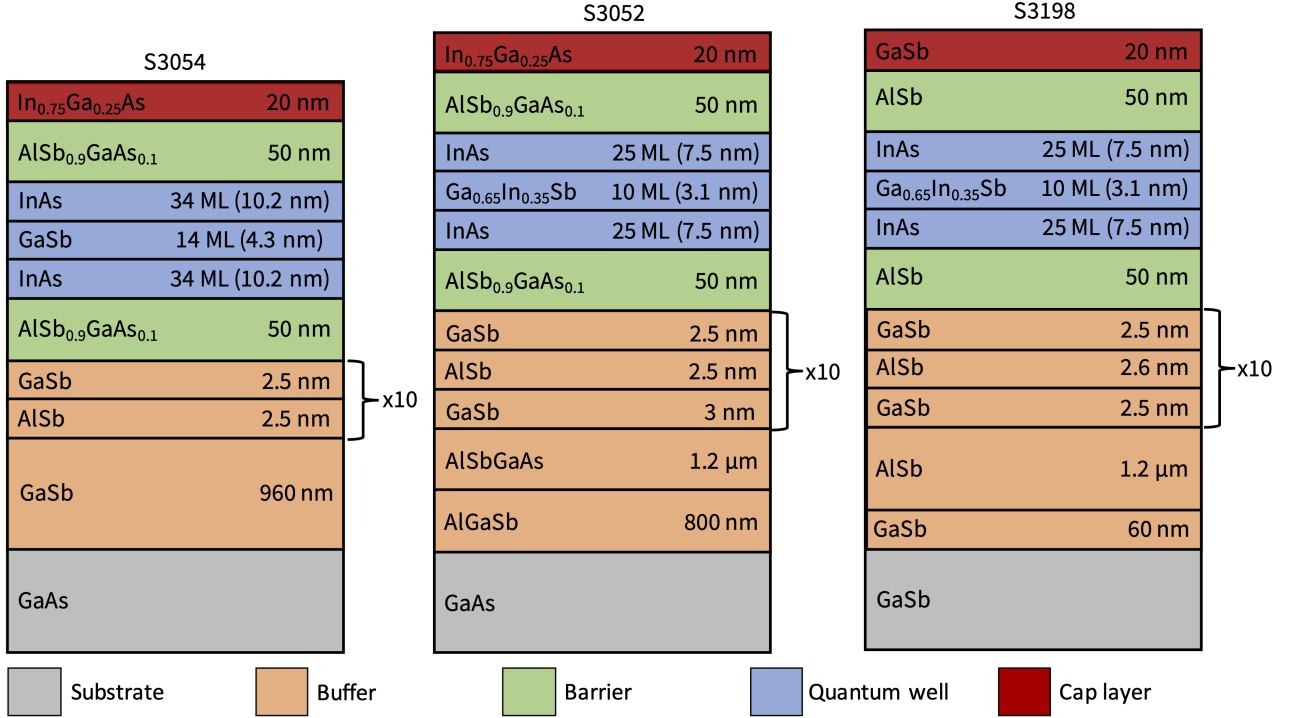 S3054
In0.75Ga0.25As 20 nm
AlSb0.9GaAs0.1 50 nm
InAs 34 ML (10.2 nm)
GaSb 14 ML (4.3 nm)
InAs 34 ML (10.2 nm)
AlSb0.9GaAs0.1 50 nm
GaSb 2.5 nm
AlSb 2.5 nm
x10
GaSb 960 nm
GaAs
S3052
In0.75Ga0.25As 20 nm
AlSb0.9GaAs0.1 50 nm
InAs 25 ML (7.5 nm)
Ga0.65In0.35Sb 10 ML (3.1 nm)
InAs 25 ML (7.5 nm)
AlSb0.9GaAs0.1 50 nm
GaSb 2.5 nm
AlSb 2.5 nm
GaSb 3 nm
x10
AlSbGaAs 1.2 µm
AlGaSb 800 nm
GaAs
S3198
GaSb 20 nm
AlSb 50 nm
InAs 25 ML (7.5 nm)
Ga0.65In0.35Sb 10 ML (3.1 nm)
InAs 25 ML (7.5 nm)
AlSb 50 nm
GaSb 2.5 nm
AlSb 2.6 nm
GaSb 2.5 nm
x10
AlSb 1.2 µm
GaSb 60 nm
GaSb
Substrate
Buffer
Barrier
Quantum well
Cap layer